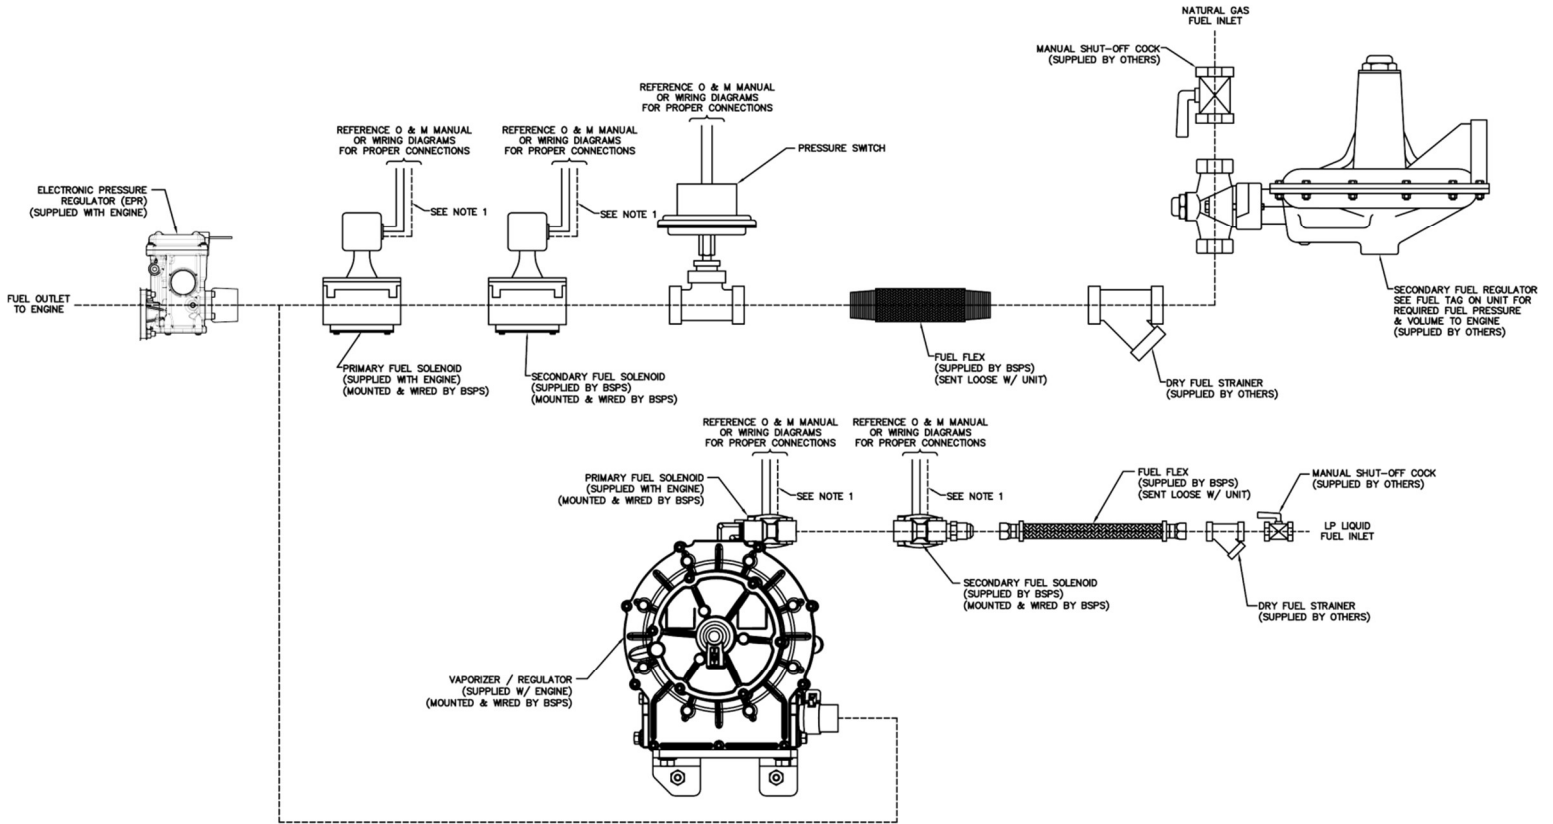 NATURAL GAS
FUEL INLET
MANUAL SHUT-OFF COCK
(SUPPLIED BY OTHERS)
REFERENCE O & M MANUAL
OR WIRING DIAGRAMS
FOR PROPER CONNECTIONS
REFERENCE O & M MANUAL
OR WIRING DIAGRAMS
FOR PROPER CONNECTIONS
REFERENCE O & M MANUAL
OR WIRING DIAGRAMS
FOR PROPER CONNECTIONS
PRESSURE SWITCH
ELECTRONIC PRESSURE
REGULATOR (EPR)
(SUPPLIED WITH ENGINE)
SEE NOTE 1
SEE NOTE 1
FUEL OUTLET
TO ENGINE
SECONDARY FUEL REGULATOR
SEE FUEL TAG ON UNIT FOR
REQUIRED FUEL PRESSURE
& VOLUME TO ENGINE
(SUPPLIED BY OTHERS)
PRIMARY FUEL SOLENOID
(SUPPLIED WITH ENGINE)
(MOUNTED & WIRED BY BSPS)
SECONDARY FUEL SOLENOID
(SUPPLIED BY BSPS)
(MOUNTED & WIRED BY BSPS)
FUEL FLEX
(SUPPLIED BY BSPS)
(SENT LOOSE W/ UNIT)
DRY FUEL STRAINER
(SUPPLIED BY OTHERS)
REFERENCE O & M MANUAL
OR WIRING DIAGRAMS
FOR PROPER CONNECTIONS
REFERENCE O & M MANUAL
OR WIRING DIAGRAMS
FOR PROPER CONNECTIONS
PRIMARY FUEL SOLENOID
(SUPPLIED WITH ENGINE)
(MOUNTED & WIRED BY BSPS)
SEE NOTE 1
SEE NOTE 1
FUEL FLEX
(SUPPLIED BY BSPS)
(SENT LOOSE W/ UNIT)
MANUAL SHUT-OFF COCK
(SUPPLIED BY OTHERS)
LP LIQUID
FUEL INLET
SECONDARY FUEL SOLENOID
(SUPPLIED BY BSPS)
(MOUNTED & WIRED BY BSPS)
DRY FUEL STRAINER
(SUPPLIED BY OTHERS)
VAPORIZER / REGULATOR
(SUPPLIED W/ ENGINE)
(MOUNTED & WIRED BY BSPS)